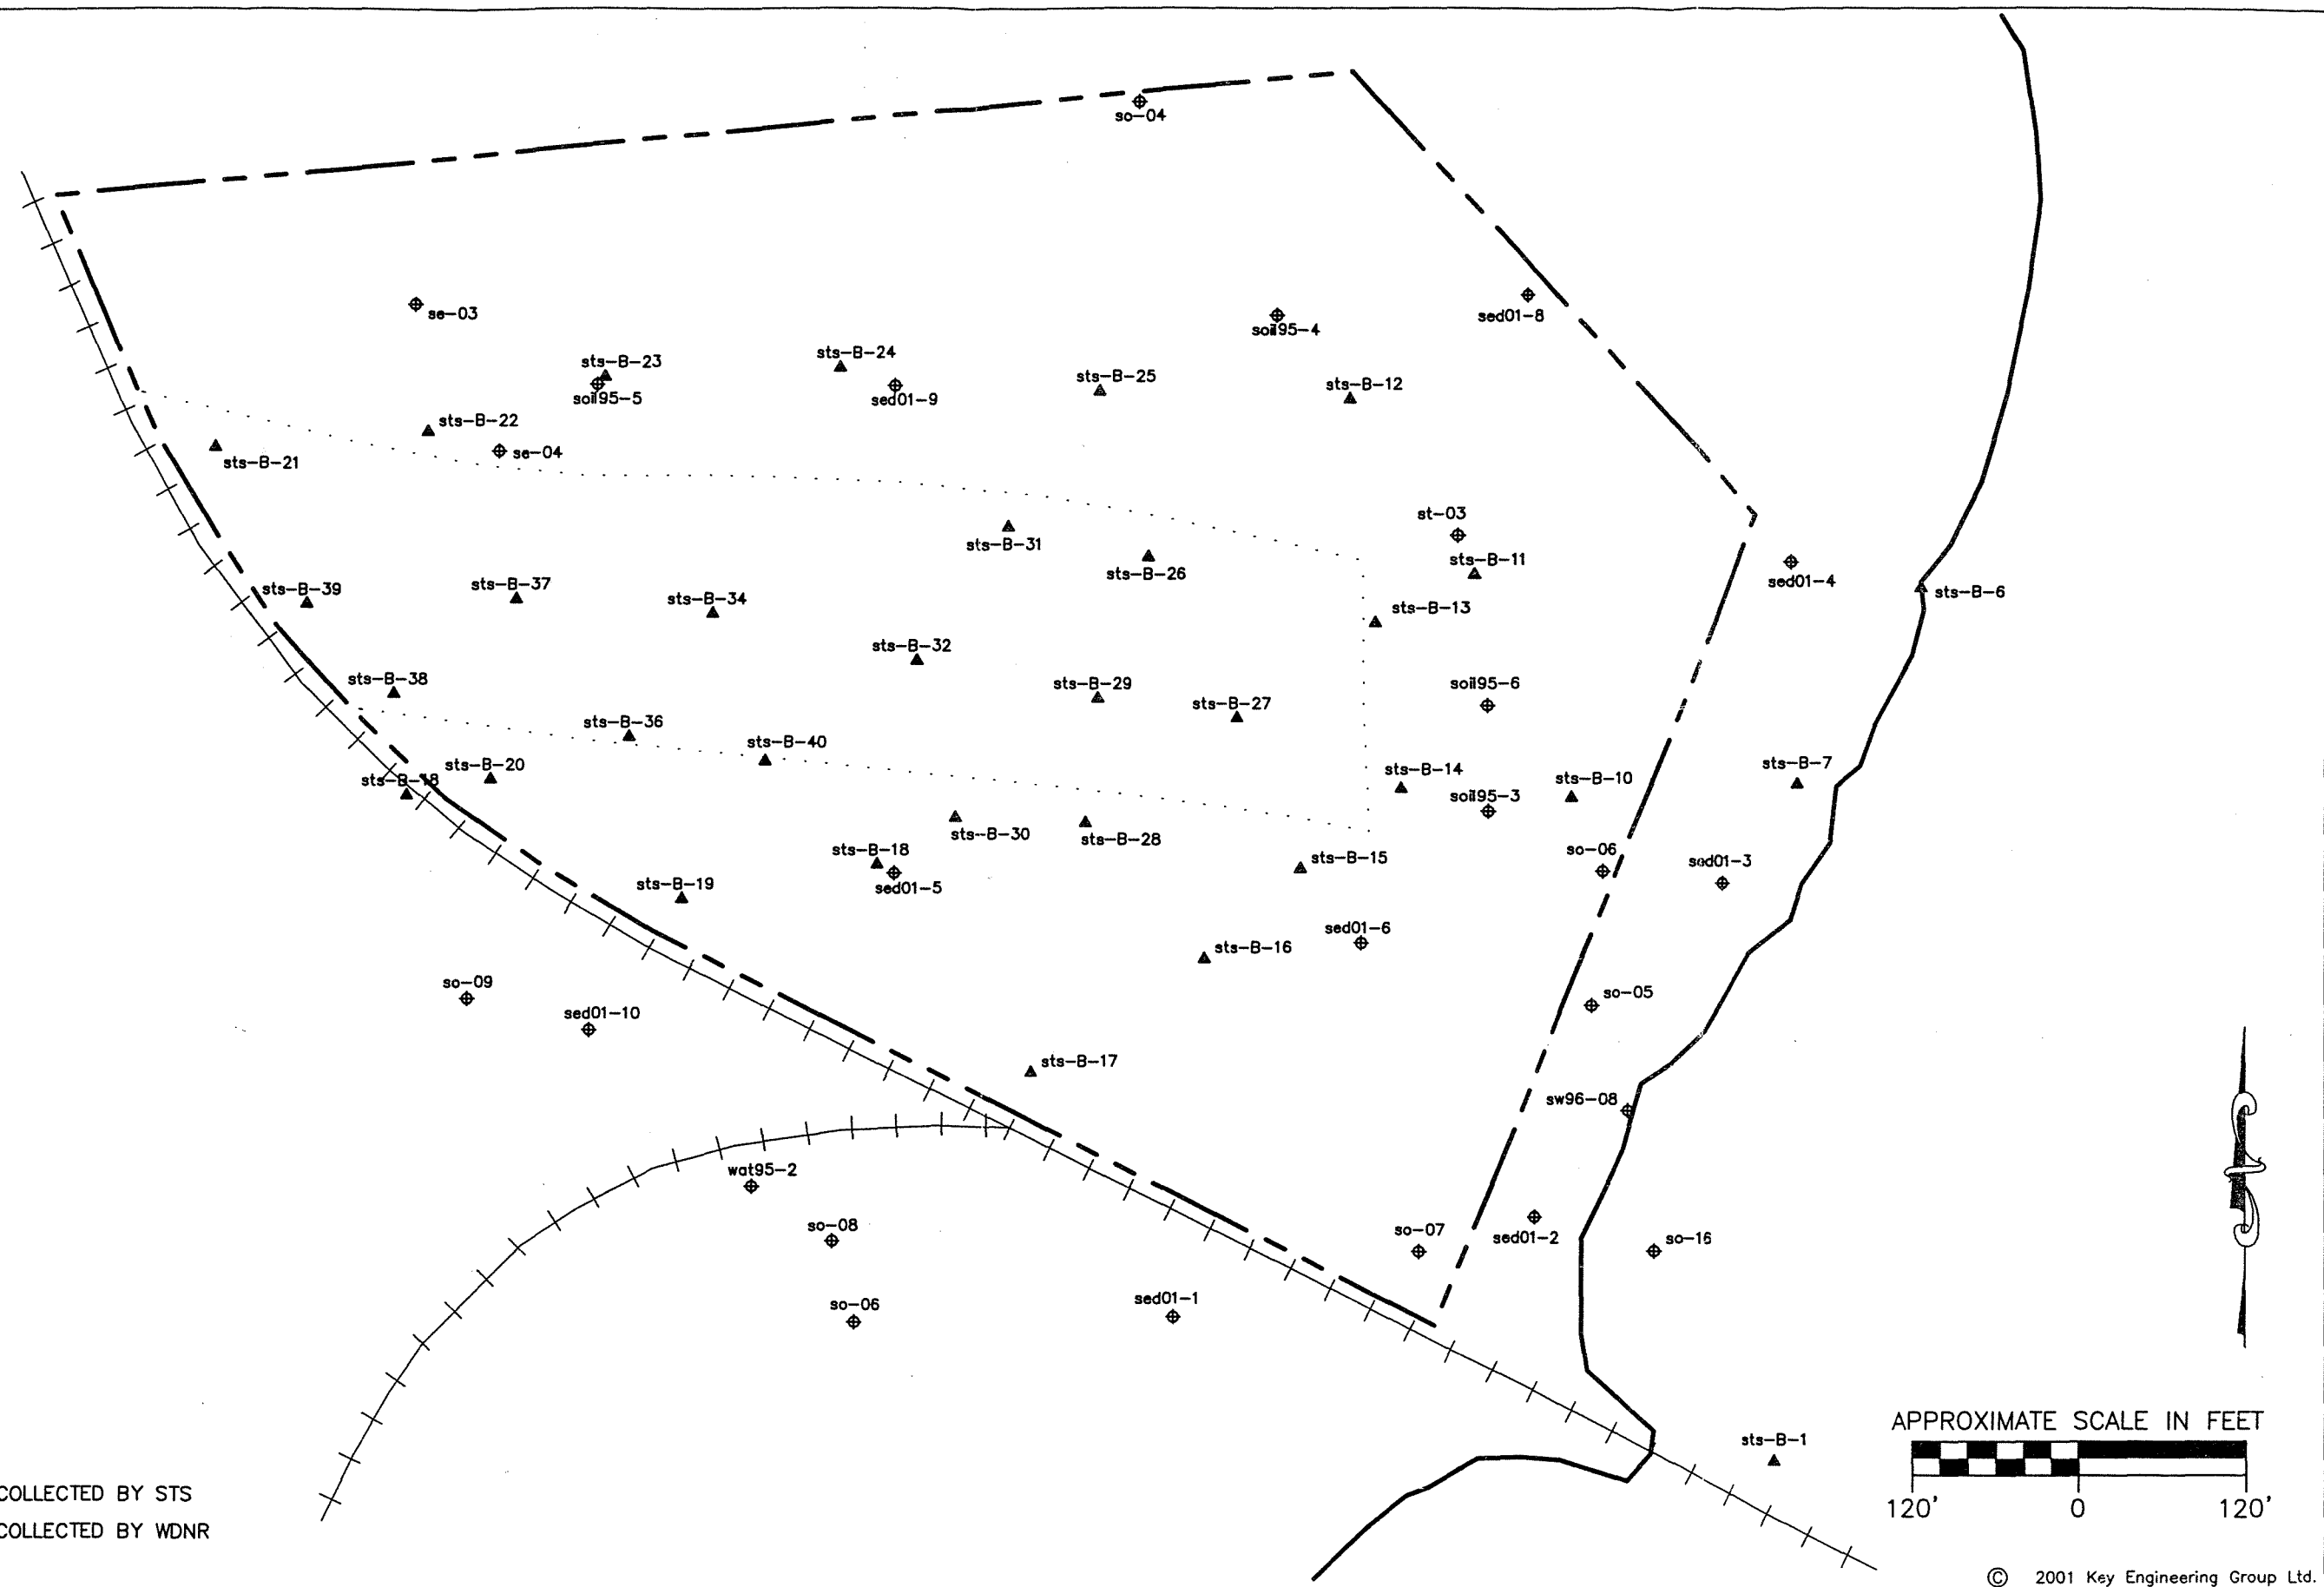 so-04
se-03
sed01-8
soil95-4
sts-B-23
sts-B-24
sts-B-25
sts-B-12
soil95-5
sed01-9
sts-B-22
se-04
sts-B-21
st-03
sts-B-31
sts-B-26
sts-B-11
sed01-4
sts-B-6
sts-B-39
sts-B-37
sts-B-34
sts-B-13
sts-B-32
sts-B-38
sts-B-29
soil95-6
sts-B-27
sts-B-36
sts-B-40
sts-B-20
sts-B-18
sts-B-14
sts-B-10
sts-B-7
soil95-3
sts-B-30
sts-B-28
sts-B-18
sts-B-15
so-06
sed01-3
sts-B-19
sed01-5
sed01-6
sts-B-16
so-09
so-05
sed01-10
sts-B-17
sw96-08
wat95-2
so-08
so-07
sed01-2
so-16
so-06
sed01-1
sts-B-1
APPROXIMATE SCALE IN FEET
120' 0 120'
COLLECTED BY STS
COLLECTED BY WDNR
© 2001 Key Engineering Group Ltd.